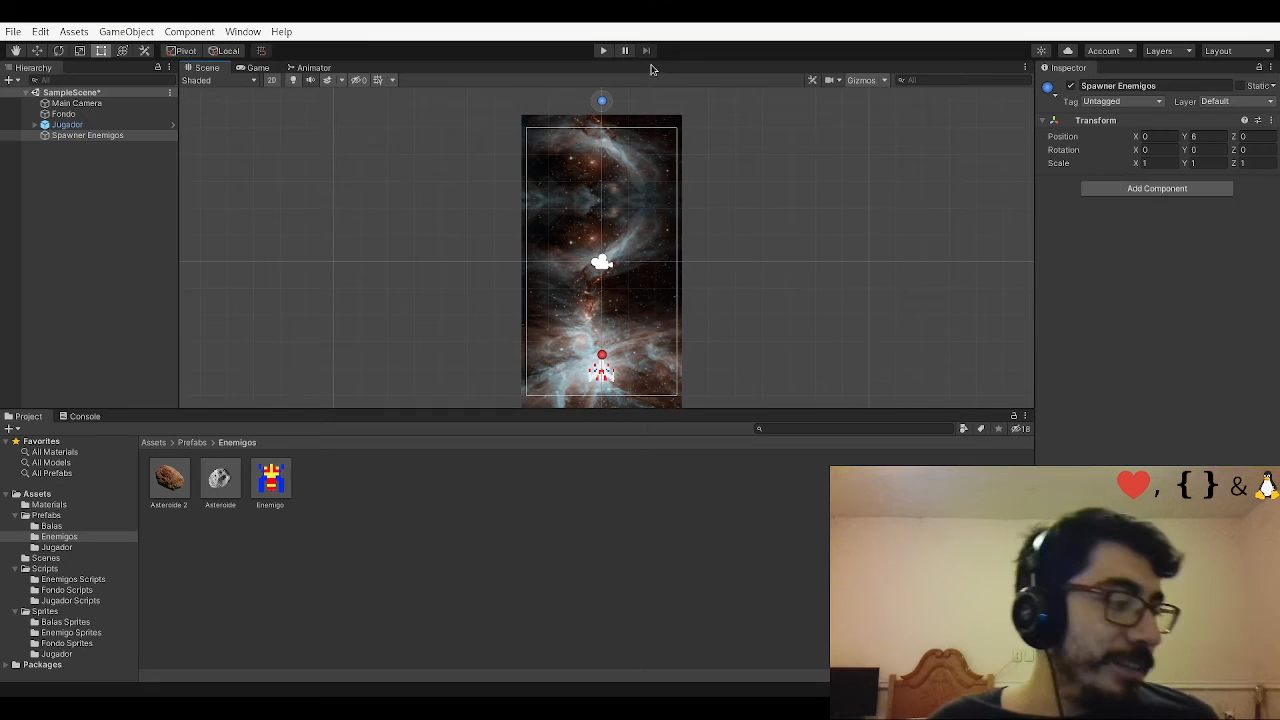 File Edit Assets GameObject Component Window Help
Pivot Local Account Layers Layout
Hierarchy Scene Game Animator Inspector
All Shaded 2D Gizmos All
SampleScene*
Main Camera
Fondo
Jugador
Spawner Enemigos
Spawner Enemigos Static
Tag Untagged Layer Default
Transform
Position X 0 Y 6 Z 0
Rotation X 0 Y 0 Z 0
Scale X 1 Y 1 Z 1
Add Component
Project Console
18
Favorites
All Materials
All Models
All Prefabs
Assets
Materials
Prefabs
Balas
Enemigos
Jugador
Scenes
Scripts
Enemigos Scripts
Fondo Scripts
Jugador Scripts
Sprites
Balas Sprites
Enemigo Sprites
Fondo Sprites
Jugador
Packages
Assets > Prefabs > Enemigos
Asteroide 2 Asteroide Enemigo
, { } &